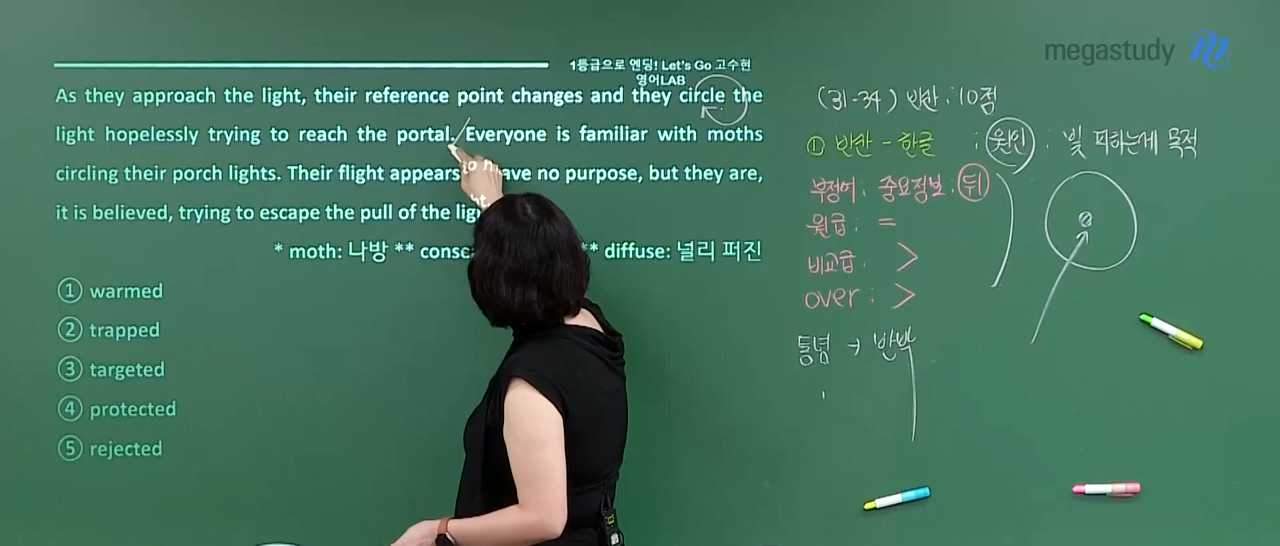 megastudy
1등급으로 엔딩! Let's Go 고수현
영어LAB
As they approach the light, their reference point changes and they circle the
light hopelessly trying to reach the portal. Everyone is familiar with moths
circling their porch lights. Their flight appears to have no purpose, but they are,
it is believed, trying to escape the pull of the light.
* moth: 나방 ** ** diffuse: 널리 퍼진
① warmed
② trapped
③ targeted
④ protected
⑤ rejected
(31-34) 빈칸 : 10점
① 빈칸 - 한글 : 원인 : 빛 피하는게 목적
부정어 : 중요정보 : 뒤
원급 : =
비교급 : >
over : >
통념 → 반박